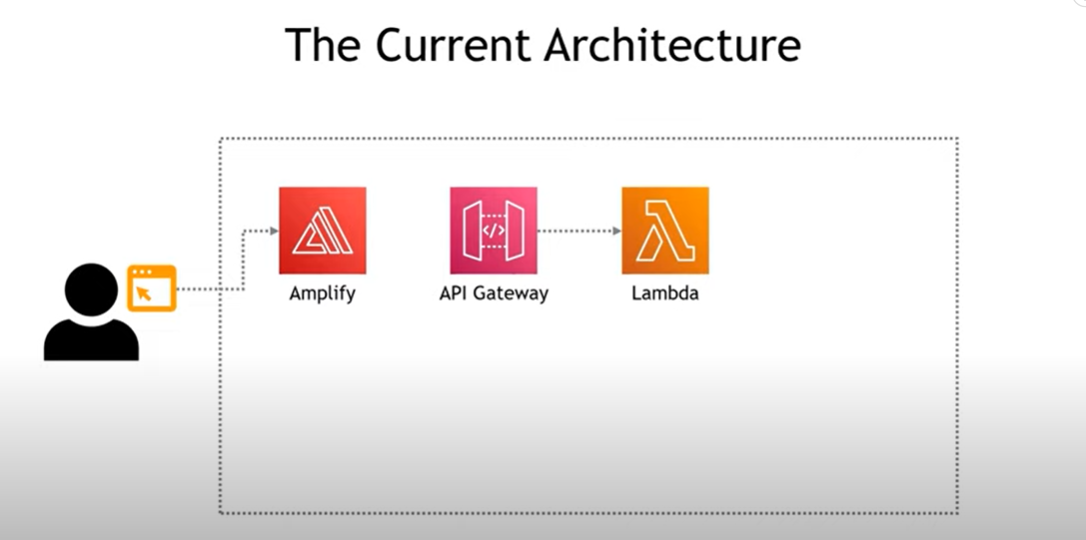 The Current Architecture
Amplify
API Gateway
</>
Lambda